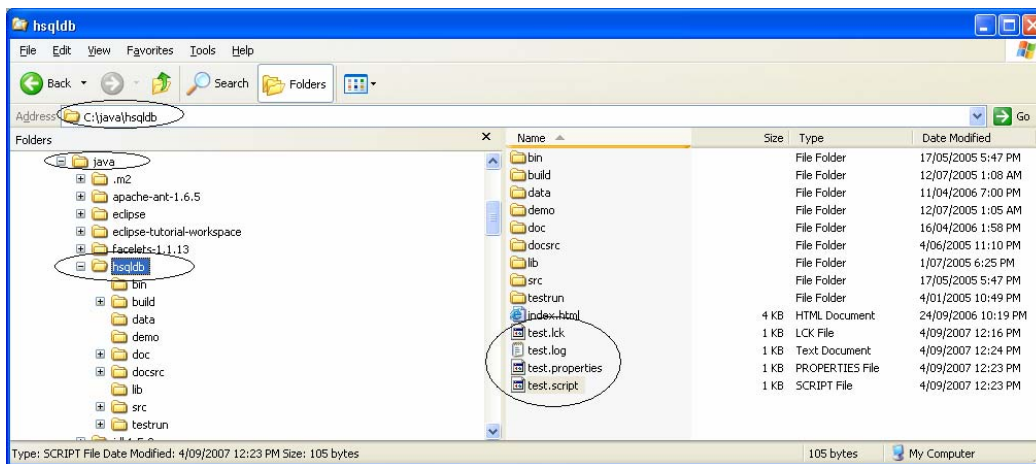 hsqldb
File Edit View Favorites Tools Help
Back Search Folders
Address C:\java\hsqldb Go
Folders
java
.m2
apache-ant-1.6.5
eclipse
eclipse-tutorial-workspace
facelets-1.1.13
hsqldb
bin
build
data
demo
doc
docsrc
lib
src
testrun
Name Size Type Date Modified
bin File Folder 17/05/2005 5:47 PM
build File Folder 12/07/2005 1:08 AM
data File Folder 11/04/2006 7:00 PM
demo File Folder 12/07/2005 1:05 AM
doc File Folder 16/04/2006 1:58 PM
docsrc File Folder 4/06/2005 11:10 PM
lib File Folder 1/07/2005 6:25 PM
src File Folder 17/05/2005 5:47 PM
testrun File Folder 4/01/2005 10:49 PM
index.html 4 KB HTML Document 24/09/2006 10:19 PM
test.lck 1 KB LCK File 4/09/2007 12:16 PM
test.log 1 KB Text Document 4/09/2007 12:24 PM
test.properties 1 KB PROPERTIES File 4/09/2007 12:23 PM
test.script 1 KB SCRIPT File 4/09/2007 12:23 PM
Type: SCRIPT File Date Modified: 4/09/2007 12:23 PM Size: 105 bytes 105 bytes My Computer